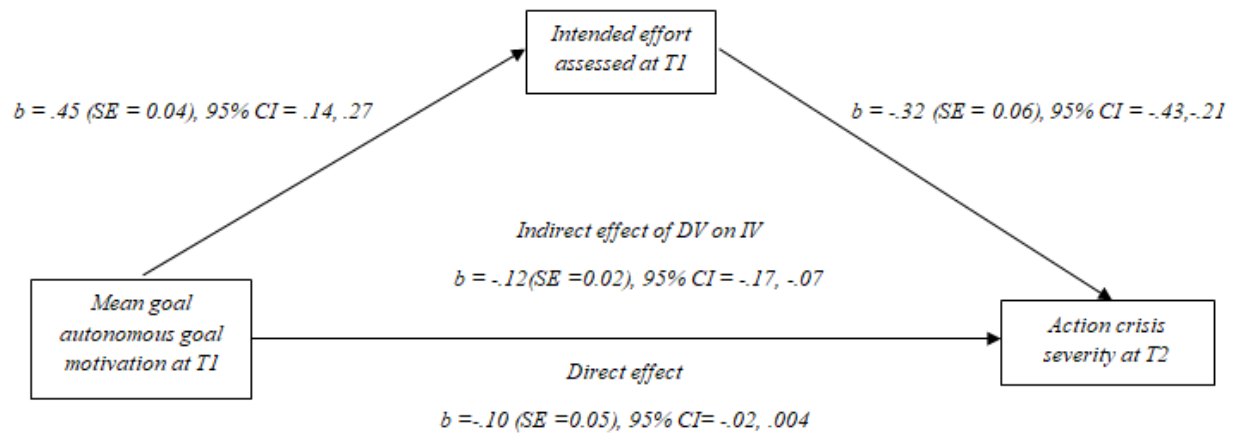 Intended effort
assessed at T1
b = .45 (SE = 0.04), 95% CI = .14, .27
b = -.32 (SE = 0.06), 95% CI = -.43,-.21
Indirect effect of DV on IV
b = -.12(SE =0.02), 95% CI = -.17, -.07
Mean goal
autonomous goal
motivation at T1
Action crisis
severity at T2
Direct effect
b =-.10 (SE =0.05), 95% CI= -.02, .004